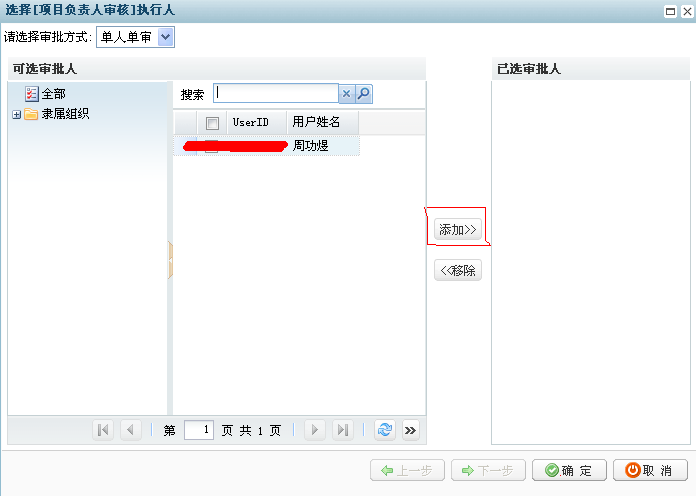 选择[项目负责人审核]执行人
请选择审批方式: 单人单审
可选审批人
已选审批人
全部
隶属组织
搜索
UserID 用户姓名
周功煜
添加>>
<<移除
第 1 页 共 1 页
>>
上一步 下一步 确 定 取 消